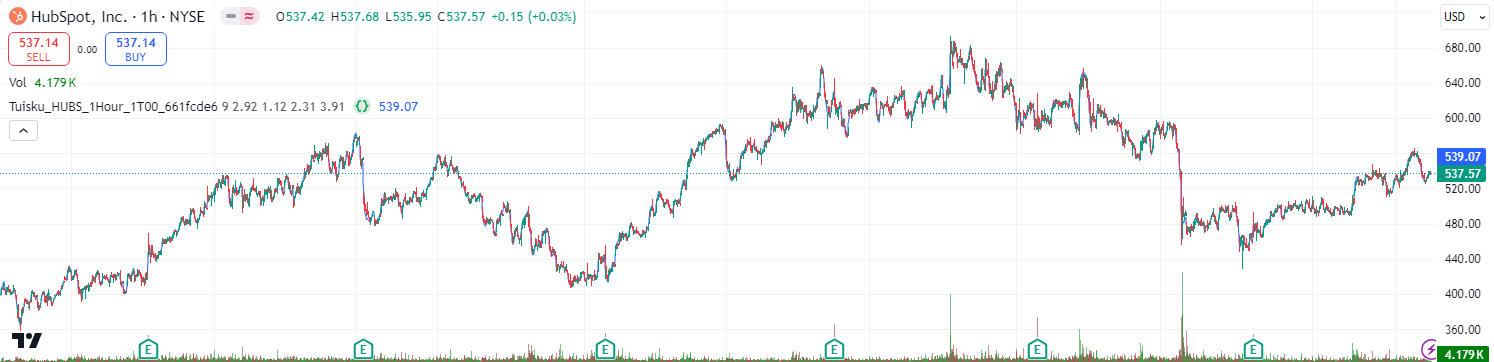 HubSpot, Inc. · 1h · NYSE O537.42 H537.68 L535.95 C537.57 +0.15 (+0.03%) USD
537.14 SELL 0.00 537.14 BUY
Vol 4.179 K
Tuisku_HUBS_1Hour_1T00_661fcde6 9 2.92 1.12 2.31 3.91 {} 539.07
680.00
640.00
600.00
539.07
537.57
520.00
480.00
440.00
400.00
360.00
4.179 K
E E E E E E